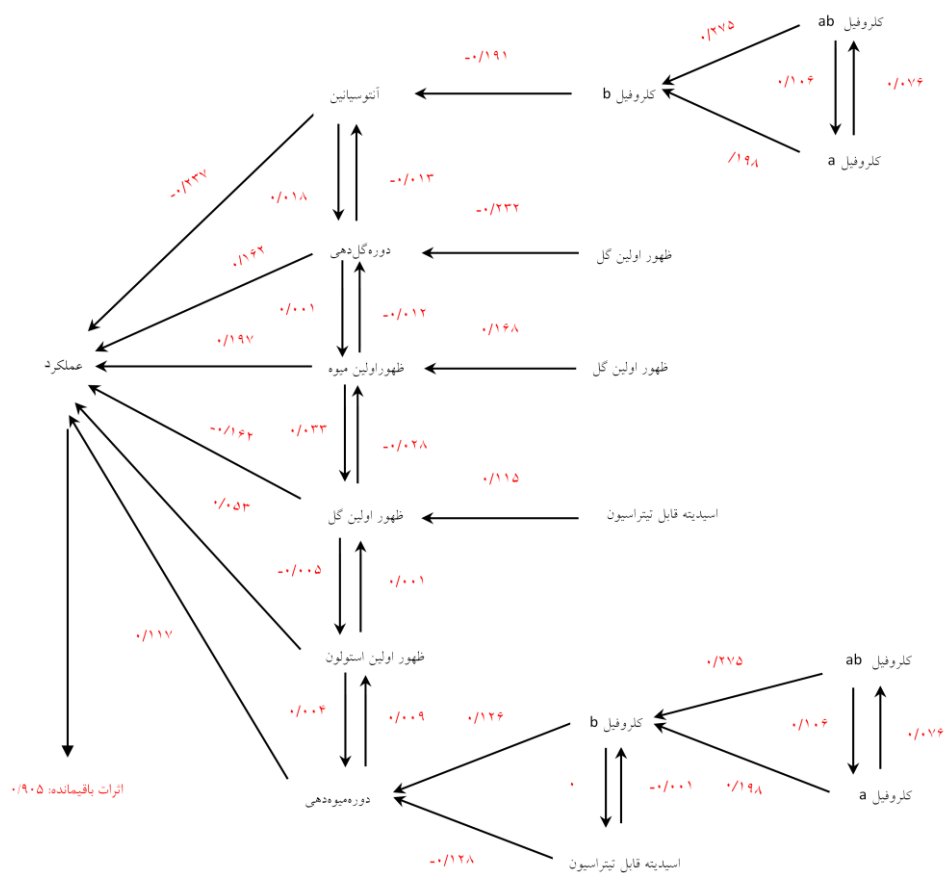 کلروفیل ab
۰/۲۷۵
-۰/۱۹۱
۰/۱۰۶
۰/۰۷۶
آنتوسیانین
کلروفیل b
/۱۹۸
کلروفیل a
-۰/۲۳۷
۰/۰۱۸
-۰/۰۱۳
-۰/۲۳۲
دوره‌گل‌دهی
ظهور اولین گل
۰/۱۶۲
۰/۰۰۱
-۰/۰۱۲
۰/۱۶۸
۰/۱۹۷
عملکرد
ظهوراولین میوه
ظهور اولین گل
-۰/۱۶۲
۰/۰۳۳
-۰/۰۲۸
۰/۱۱۵
۰/۰۵۳
ظهور اولین گل
اسیدیته قابل تیتراسیون
-۰/۰۰۵
۰/۰۰۱
۰/۱۱۷
ظهور اولین استولون
کلروفیل ab
۰/۲۷۵
۰/۰۰۴
۰/۰۰۹
۰/۱۲۶
کلروفیل b
۰/۱۰۶
۰/۰۷۶
اثرات باقیمانده: ۰/۹۰۵
دوره‌میوه‌دهی
۰
-۰/۰۰۱
۰/۱۹۸
کلروفیل a
-۰/۱۲۸
اسیدیته قابل تیتراسیون